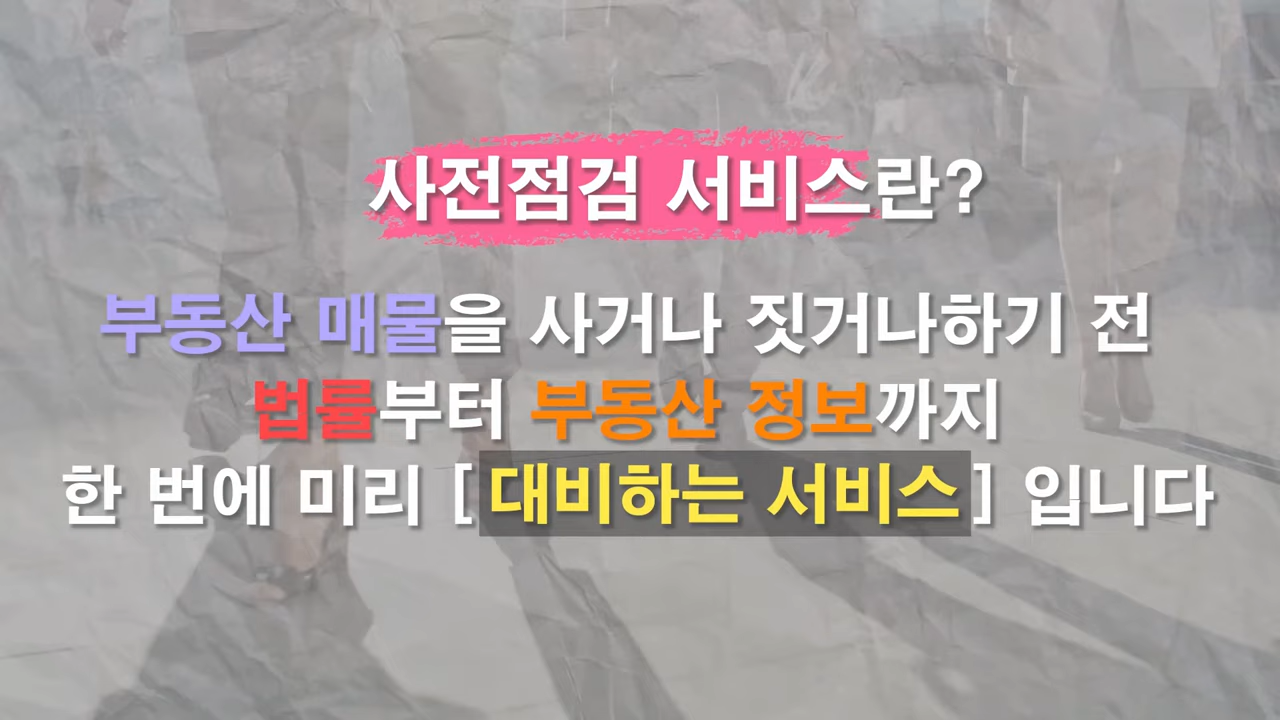 사전점검 서비스란?
부동산 매물을 사거나 짓거나하기 전
법률부터 부동산 정보까지
한 번에 미리 [대비하는 서비스] 입니다